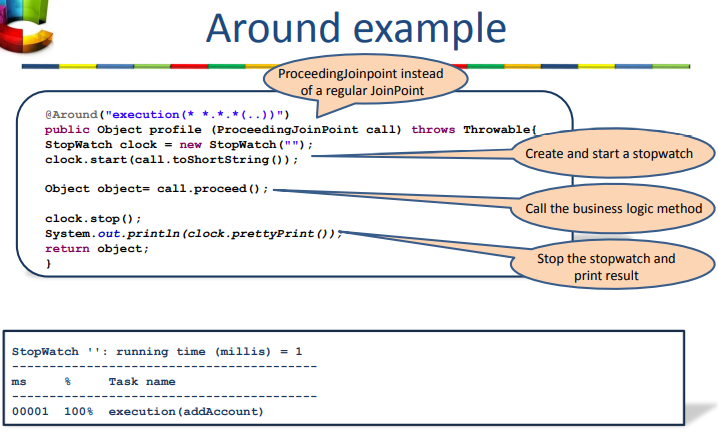 Around example
ProceedingJoinpoint instead
of a regular JoinPoint
@Around("execution(* *.*.*(..))")
public Object profile (ProceedingJoinPoint call) throws Throwable{
StopWatch clock = new StopWatch("");
clock.start(call.toShortString());
Create and start a stopwatch
Object object= call.proceed();
Call the business logic method
clock.stop();
System.out.println(clock.prettyPrint());
return object;
}
Stop the stopwatch and
print result
StopWatch '': running time (millis) = 1
-----------------------------------------
ms % Task name
-----------------------------------------
00001 100% execution(addAccount)